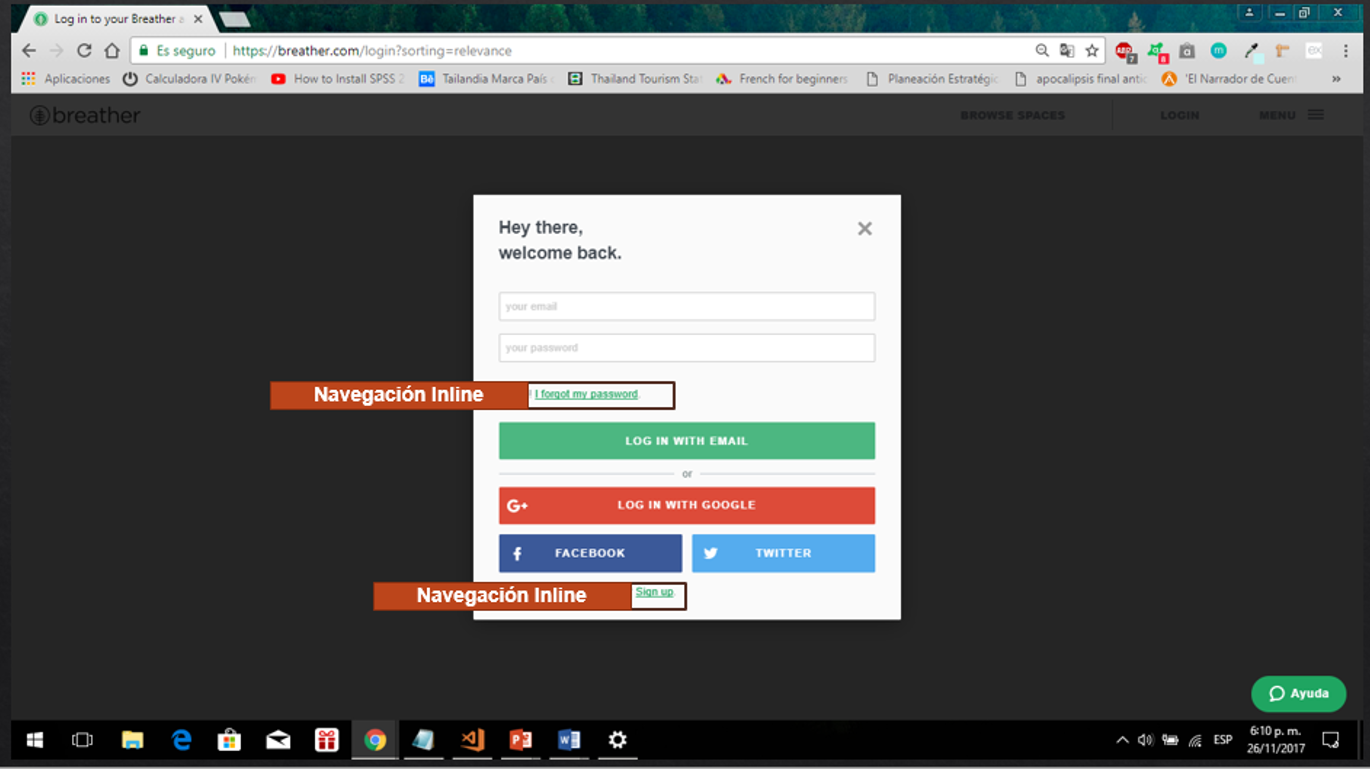 Log in to your Breather a
Es seguro
https://breather.com/login?sorting=relevance
ABP
7
8
m
Aplicaciones
Calculadora IV Pokém
How to Install SPSS 2
Bē
Tailandia Marca País
Thailand Tourism Stat
French for beginners
Planeación Estratégic
apocalipsis final antic
'El Narrador de Cuen
»
breather
BROWSE SPACES
LOGIN
MENU
Hey there,
welcome back.
your email
your password
Navegación Inline
I forgot my password.
LOG IN WITH EMAIL
or
G+
LOG IN WITH GOOGLE
f
FACEBOOK
TWITTER
Navegación Inline
Sign up.
Ayuda
ESP
6:10 p. m.
26/11/2017